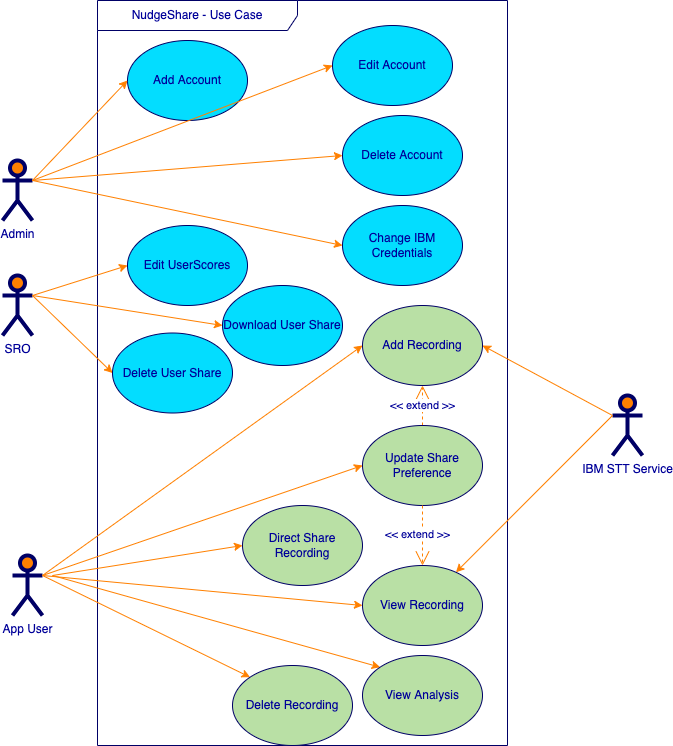 NudgeShare - Use Case
Add Account
Edit Account
Delete Account
Admin
Change IBM
Credentials
Edit UserScores
SRO
Download User Share
Delete User Share
Add Recording
<< extend >>
IBM STT Service
Update Share
Preference
Direct Share
Recording
<< extend >>
App User
View Recording
View Analysis
Delete Recording